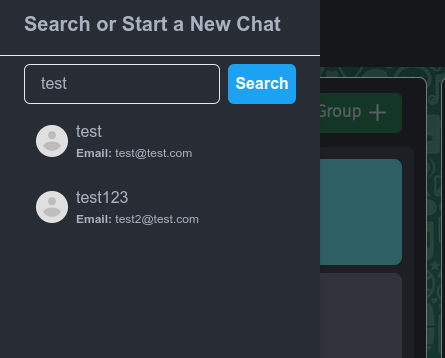 Search or Start a New Chat
test
Search
Group
test
Email: test@test.com
test123
Email: test2@test.com